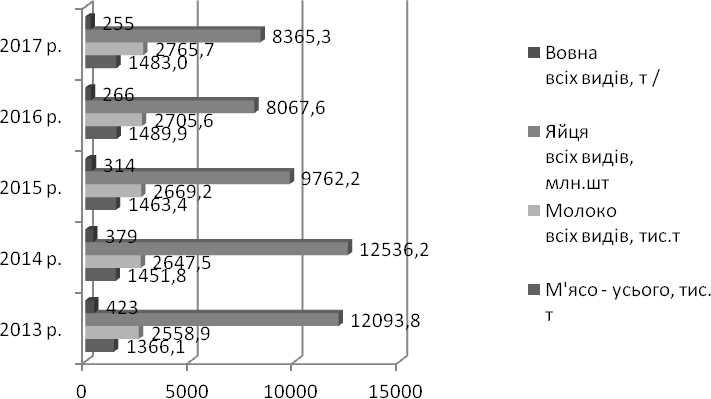 255
2017 р.
8365,3
2765,7
1483,0
266
2016 р.
8067,6
2705,6
1489,9
314
2015 р.
9762,2
2669,2
1463,4
379
2014 р.
12536,2
2647,5
1451,8
423
2013 р.
12093,8
2558,9
1366,1
0 5000 10000 15000
Вовна
всіх видів, т /
Яйця
всіх видів,
млн.шт
Молоко
всіх видів, тис.т
М'ясо - усього, тис.
т